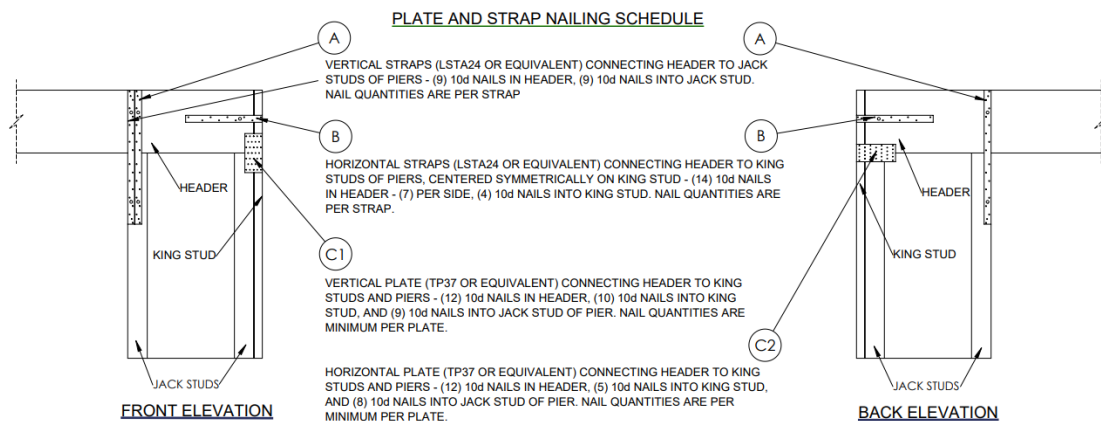 PLATE AND STRAP NAILING SCHEDULE
A
VERTICAL STRAPS (LSTA24 OR EQUIVALENT) CONNECTING HEADER TO JACK
STUDS OF PIERS - (9) 10d NAILS IN HEADER, (9) 10d NAILS INTO JACK STUD.
NAIL QUANTITIES ARE PER STRAP
B
HORIZONTAL STRAPS (LSTA24 OR EQUIVALENT) CONNECTING HEADER TO KING
STUDS OF PIERS, CENTERED SYMMETRICALLY ON KING STUD - (14) 10d NAILS
IN HEADER - (7) PER SIDE, (4) 10d NAILS INTO KING STUD. NAIL QUANTITIES ARE
PER STRAP.
C1
VERTICAL PLATE (TP37 OR EQUIVALENT) CONNECTING HEADER TO KING
STUDS AND PIERS - (12) 10d NAILS IN HEADER, (10) 10d NAILS INTO KING
STUD, AND (9) 10d NAILS INTO JACK STUD OF PIER. NAIL QUANTITIES ARE
MINIMUM PER PLATE.
HORIZONTAL PLATE (TP37 OR EQUIVALENT) CONNECTING HEADER TO KING
STUDS AND PIERS - (12) 10d NAILS IN HEADER, (5) 10d NAILS INTO KING STUD,
AND (8) 10d NAILS INTO JACK STUD OF PIER. NAIL QUANTITIES ARE PER
MINIMUM PER PLATE.
HEADER
KING STUD
JACK STUDS
FRONT ELEVATION
A
B
HEADER
KING STUD
C2
JACK STUDS
BACK ELEVATION